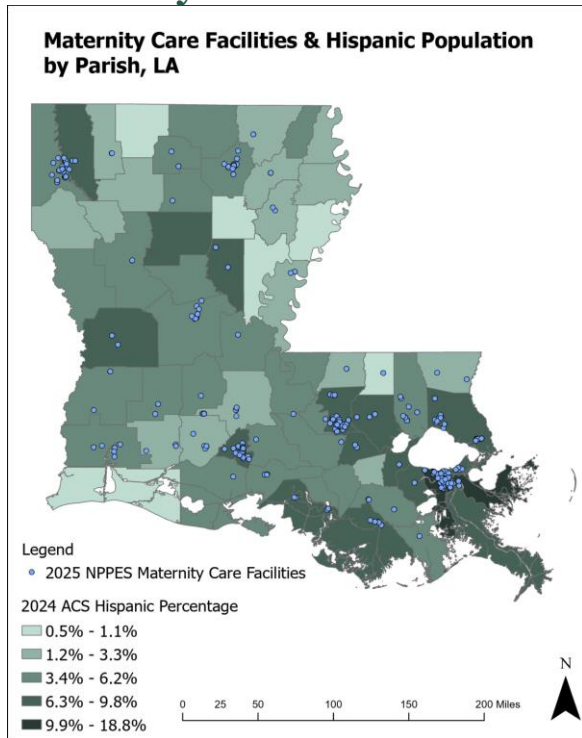 Maternity Care Facilities & Hispanic Population
by Parish, LA
Legend
2025 NPPES Maternity Care Facilities
2024 ACS Hispanic Percentage
0.5% - 1.1%
1.2% - 3.3%
3.4% - 6.2%
6.3% - 9.8%
9.9% - 18.8%
0 25 50 100 150 200 Miles
N